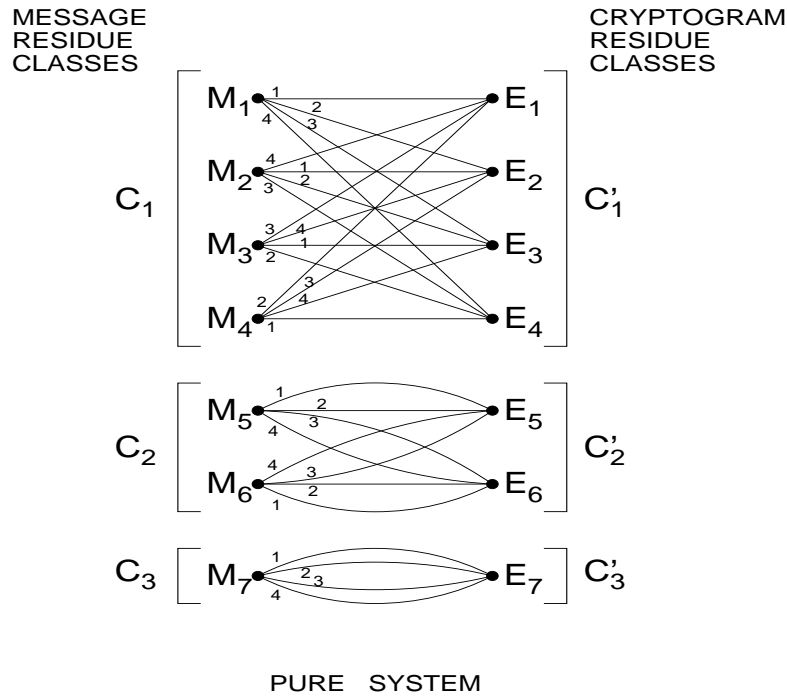 MESSAGE
RESIDUE
CLASSES
CRYPTOGRAM
RESIDUE
CLASSES
M₁ 1 2 3 4 E₁
M₂ 4 1 2 3 E₂
C₁ C′₁
M₃ 3 4 1 2 E₃
M₄ 2 3 4 1 E₄
M₅ 1 2 3 4 E₅
C₂ C′₂
M₆ 4 3 2 1 E₆
C₃ M₇ 1 2 3 4 E₇ C′₃
PURE SYSTEM